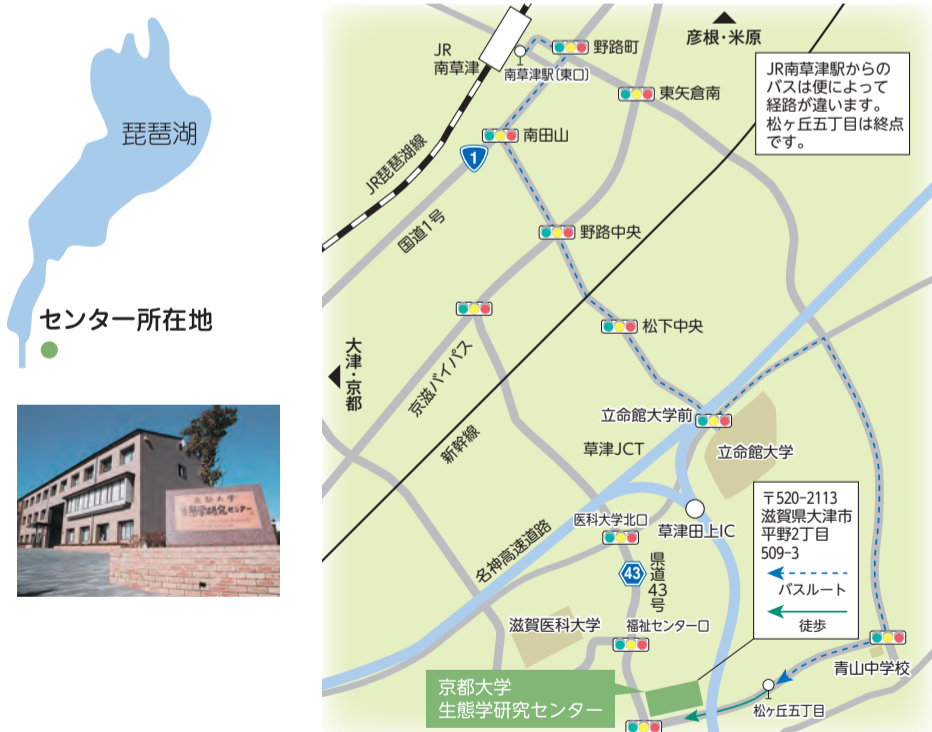 琵琶湖
センター所在地
京都大学
生態学研究センター
JR
南草津
南草津駅(東口)
野路町
彦根・米原
東矢倉南
JR南草津駅からの
バスは便によって
経路が違います。
松ヶ丘五丁目は終点
です。
南田山
1
JR琵琶湖線
国道1号
野路中央
松下中央
大津・京都
京滋バイパス
新幹線
立命館大学前
立命館大学
草津JCT
草津田上IC
名神高速道路
医科大学北口
43
県道43号
滋賀医科大学
福祉センター口
〒520-2113
滋賀県大津市
平野2丁目
509-3
バスルート
徒歩
青山中学校
松ヶ丘五丁目
京都大学
生態学研究センター